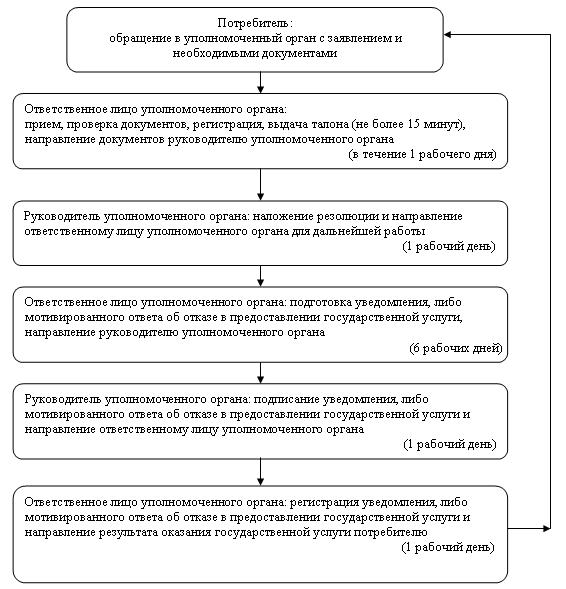 Потребитель:
обращение в уполномоченный орган с заявлением и
необходимыми документами
Ответственное лицо уполномоченного органа:
прием, проверка документов, регистрация, выдача талона (не более 15 минут),
направление документов руководителю уполномоченного органа
(в течение 1 рабочего дня)
Руководитель уполномоченного органа: наложение резолюции и направление
ответственному лицу уполномоченного органа для дальнейшей работы
(1 рабочий день)
Ответственное лицо уполномоченного органа: подготовка уведомления, либо
мотивированного ответа об отказе в предоставлении государственной услуги,
направление руководителю уполномоченного органа
(6 рабочих дней)
Руководитель уполномоченного органа: подписание уведомления, либо
мотивированного ответа об отказе в предоставлении государственной услуги и
направление ответственному лицу уполномоченного органа
(1 рабочий день)
Ответственное лицо уполномоченного органа: регистрация уведомления, либо
мотивированного ответа об отказе в предоставлении государственной услуги и
направление результата оказания государственной услуги потребителю
(1 рабочий день)